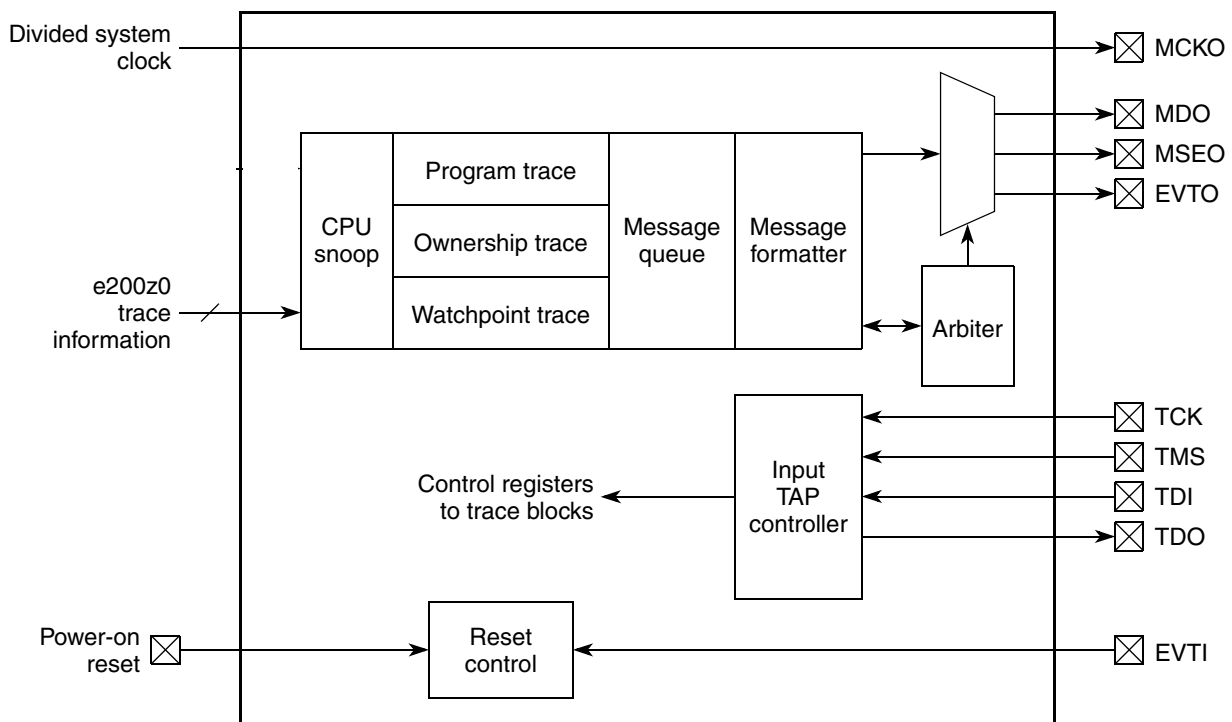 Divided system
clock
MCKO
MDO
MSEO
EVTO
Program trace
CPU
snoop
Ownership trace
Message
queue
Message
formatter
Watchpoint trace
e200z0
trace
information
Arbiter
TCK
TMS
TDI
TDO
Input
TAP
controller
Control registers
to trace blocks
Power-on
reset
Reset
control
EVTI